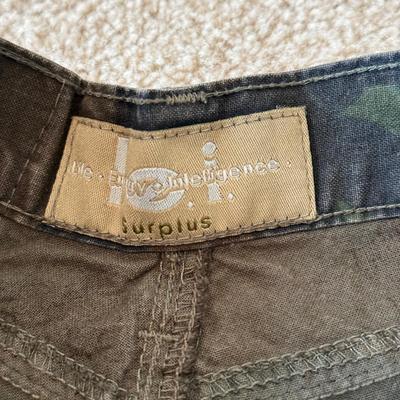 l.e.i.
life · Energy · Intelligence ·
Surplus